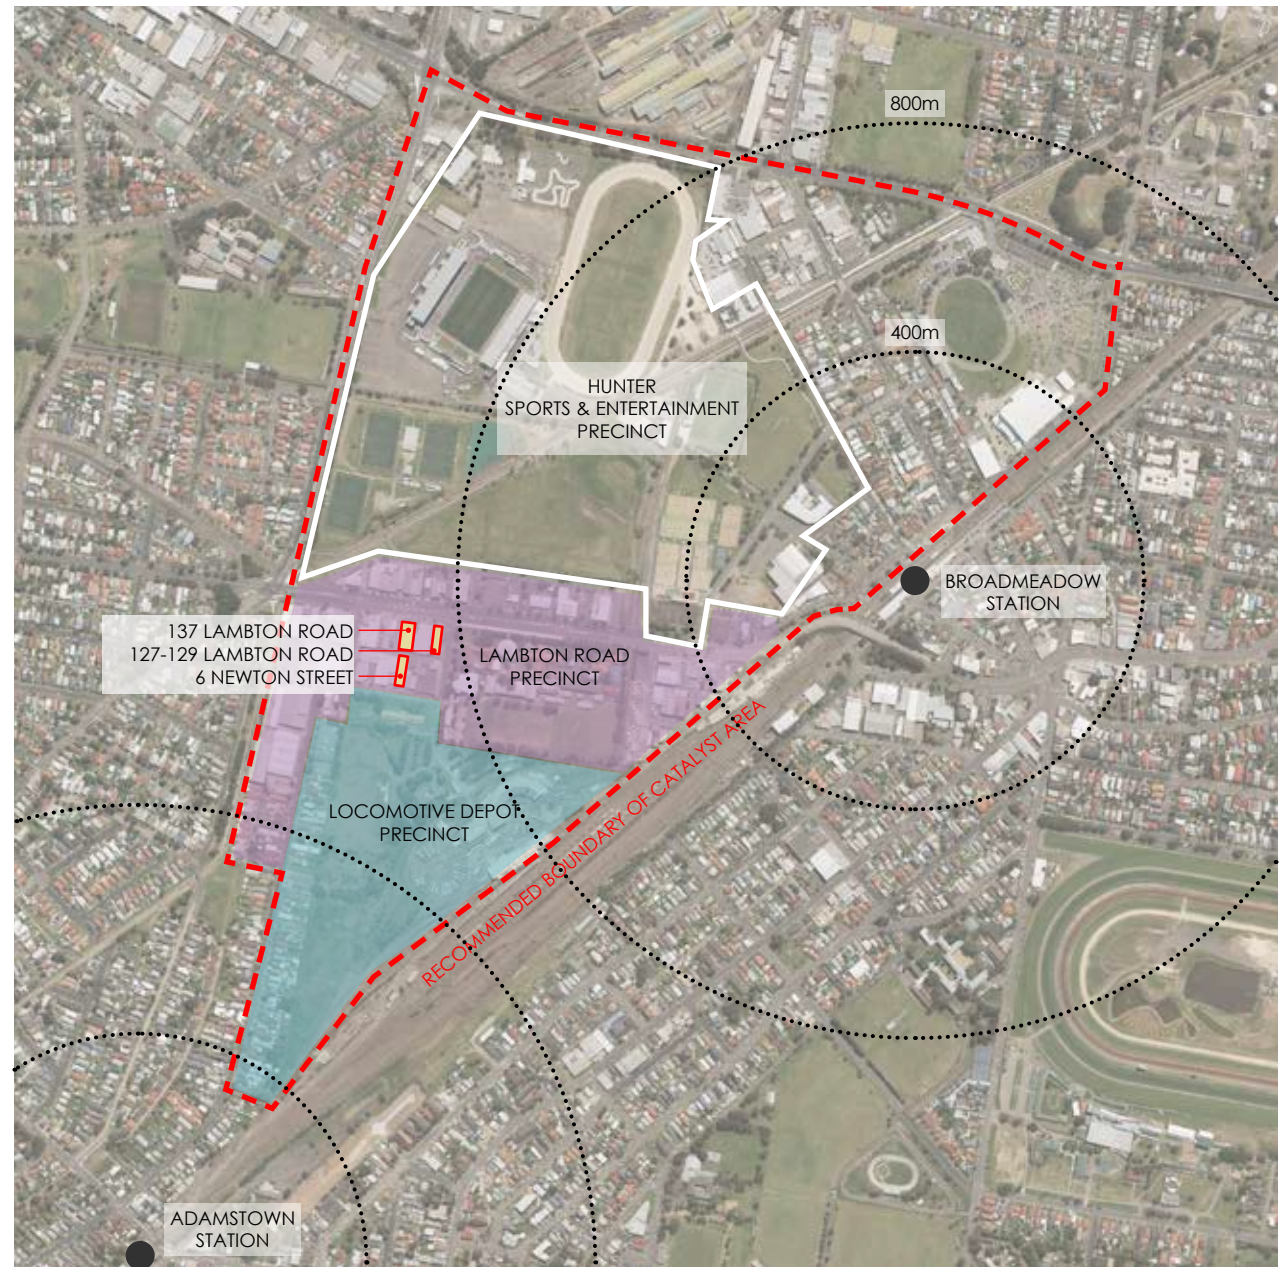 800m
400m
HUNTER
SPORTS & ENTERTAINMENT
PRECINCT
BROADMEADOW
STATION
137 LAMBTON ROAD
127-129 LAMBTON ROAD
6 NEWTON STREET
LAMBTON ROAD
PRECINCT
RECOMMENDED BOUNDARY OF CATALYST AREA
LOCOMOTIVE DEPOT
PRECINCT
ADAMSTOWN
STATION